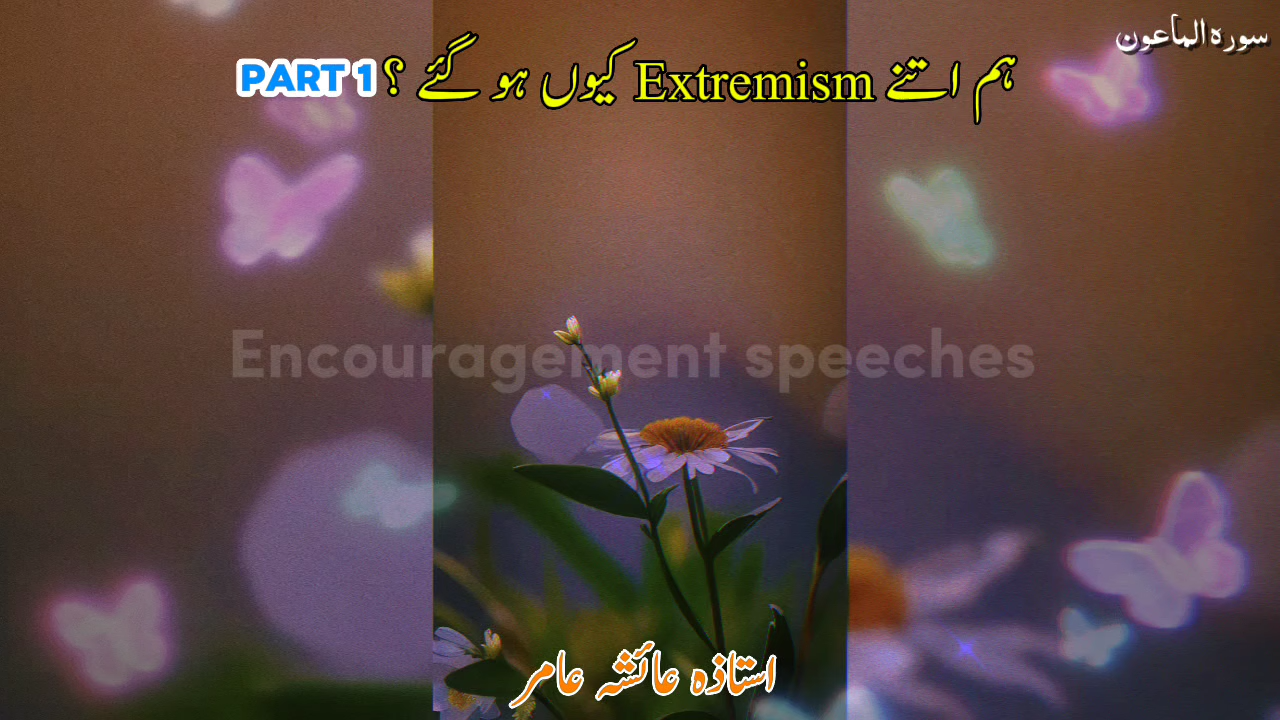 سورہ الماعون
ہم اتنے Extremism کیوں ہو گئے ؟ PART 1
Encouragement speeches
استاذہ عائشہ عامر